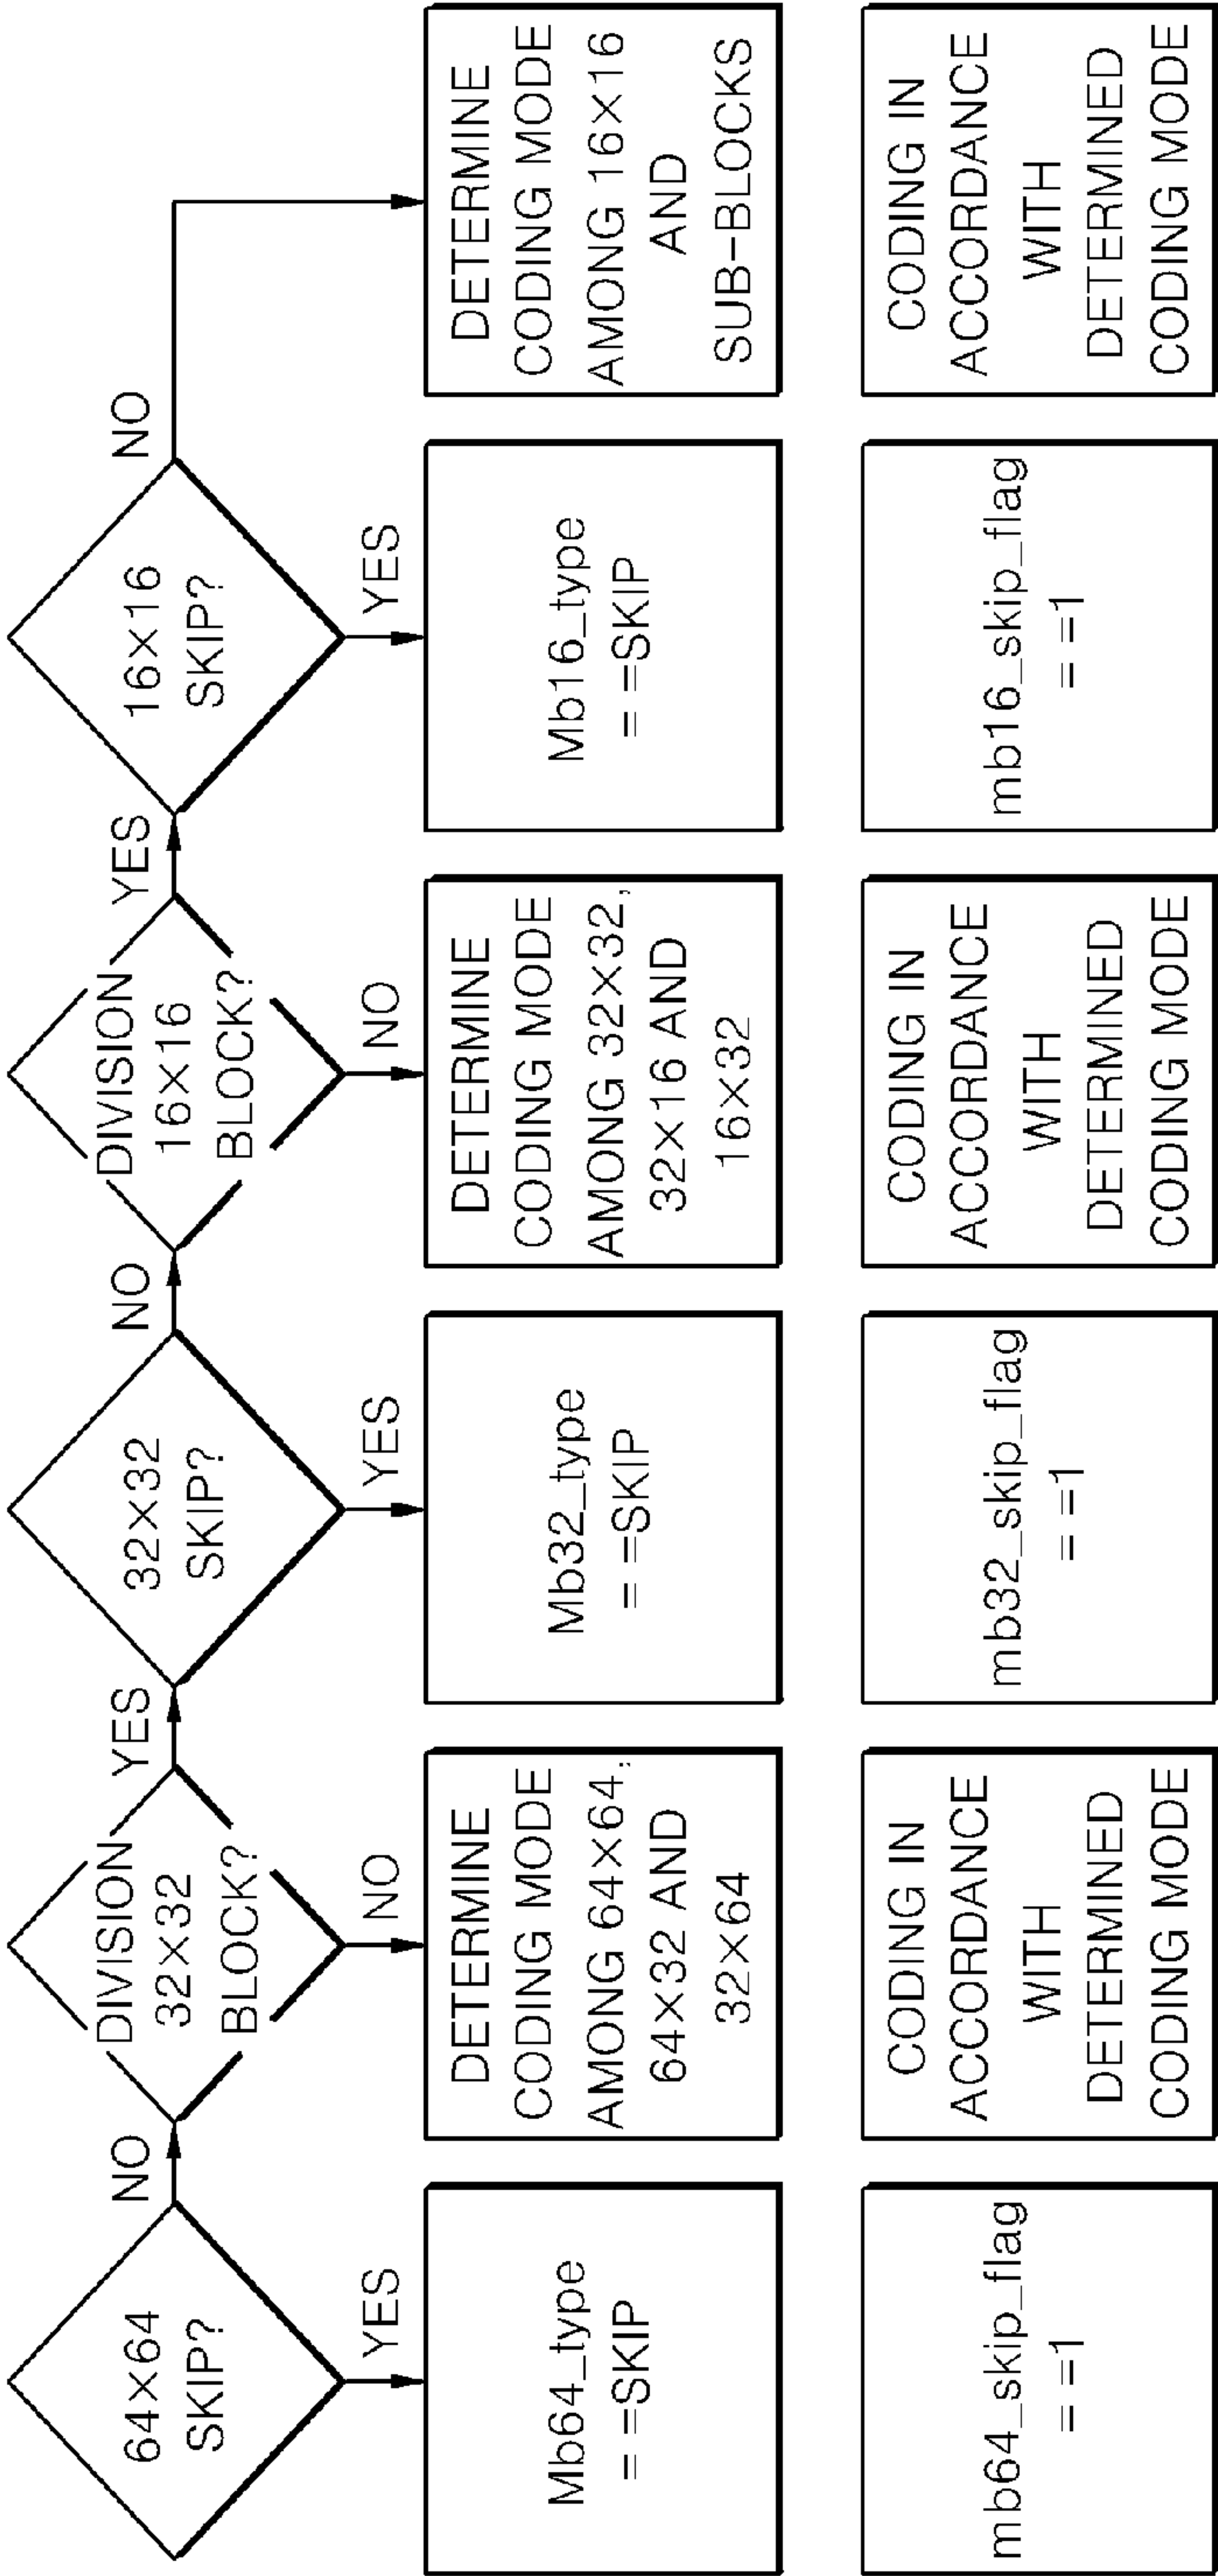 64×64
SKIP?
NO
YES
DIVISION
32×32
BLOCK?
YES
NO
32×32
SKIP?
NO
YES
DIVISION
16×16
BLOCK?
YES
NO
16×16
SKIP?
NO
YES
Mb64_type
==SKIP
DETERMINE
CODING MODE
AMONG 64×64,
64×32 AND
32×64
Mb32_type
==SKIP
DETERMINE
CODING MODE
AMONG 32×32,
32×16 AND
16×32
Mb16_type
==SKIP
DETERMINE
CODING MODE
AMONG 16×16
AND
SUB-BLOCKS
mb64_skip_flag
==1
CODING IN
ACCORDANCE
WITH
DETERMINED
CODING MODE
mb32_skip_flag
==1
CODING IN
ACCORDANCE
WITH
DETERMINED
CODING MODE
mb16_skip_flag
==1
CODING IN
ACCORDANCE
WITH
DETERMINED
CODING MODE